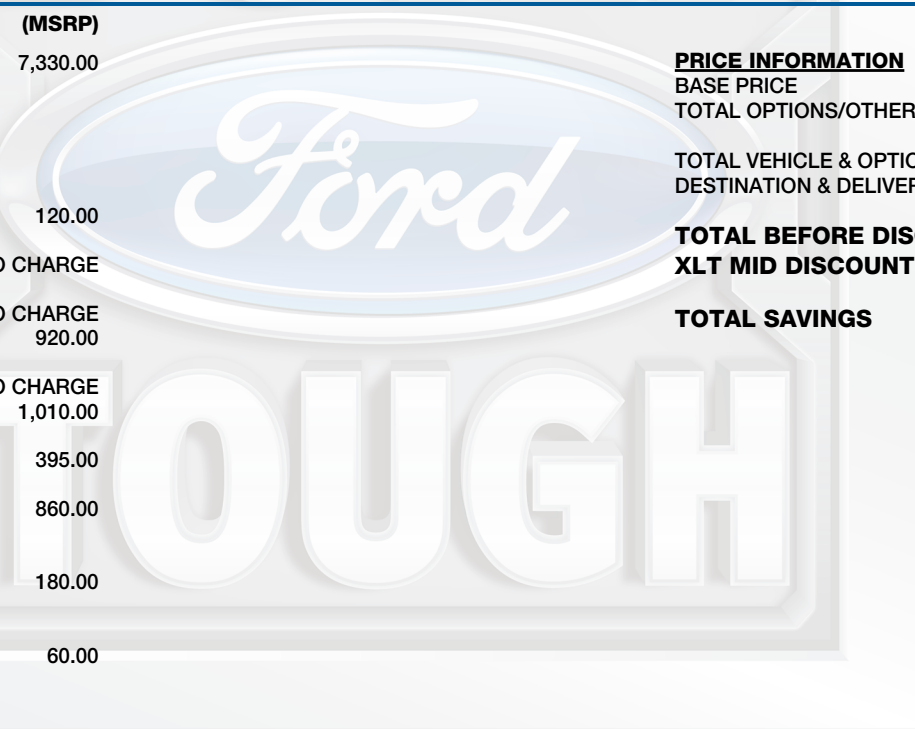 (MSRP)
7,330.00
120.00
CHARGE
CHARGE
920.00
CHARGE
1,010.00
395.00
860.00
180.00
60.00
Ford
TOUGH
PRICE INFORMATION
BASE PRICE
TOTAL OPTIONS/OTHER
TOTAL VEHICLE & OPTIO
DESTINATION & DELIVER
TOTAL BEFORE DIS
XLT MID DISCOUNT
TOTAL SAVINGS